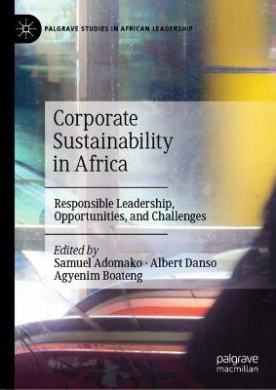 PALGRAVE STUDIES IN AFRICAN LEADERSHIP
Corporate
Sustainability
in Africa
Responsible Leadership,
Opportunities, and Challenges
Edited by
Samuel Adomako · Albert Danso
Agyenim Boateng
palgrave
macmillan